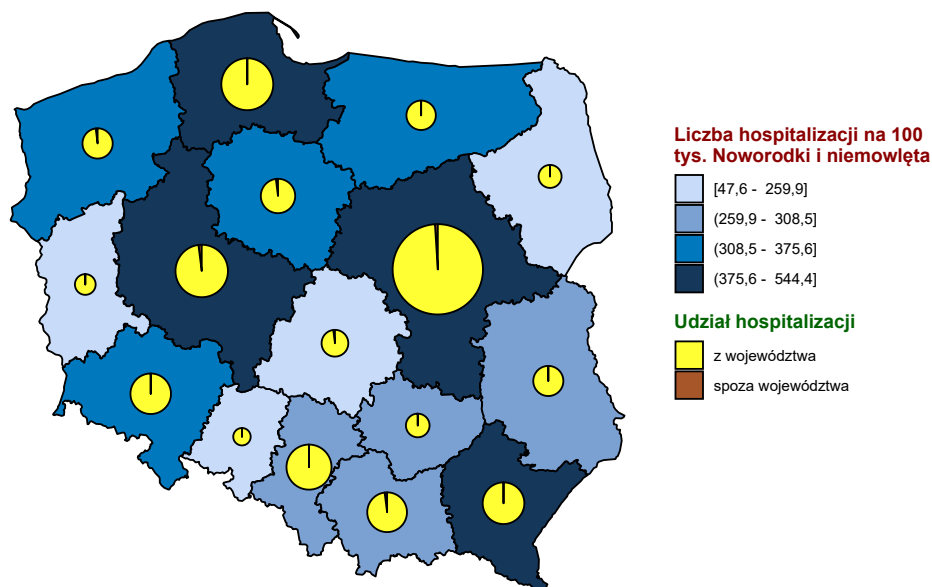 Liczba hospitalizacji na 100
tys. Noworodki i niemowlęta
[47,6 - 259,9]
(259,9 - 308,5]
(308,5 - 375,6]
(375,6 - 544,4]
Udział hospitalizacji
z województwa
spoza województwa